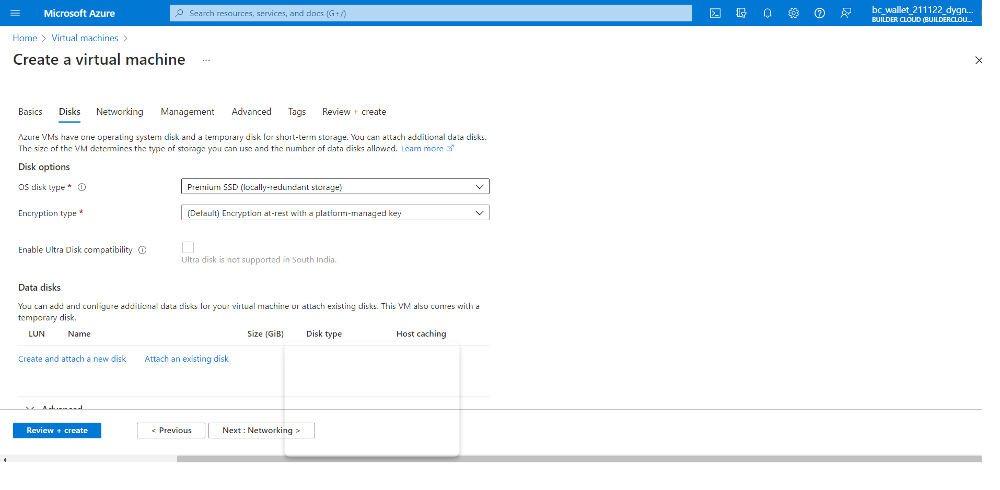 Microsoft Azure
Search resources, services, and docs (G+/)
bc_wallet_211122_dygn...
BUILDER CLOUD (BUILDERCLOU...
Home > Virtual machines >
Create a virtual machine ...
Basics Disks Networking Management Advanced Tags Review + create
Azure VMs have one operating system disk and a temporary disk for short-term storage. You can attach additional data disks.
The size of the VM determines the type of storage you can use and the number of data disks allowed. Learn more
Disk options
OS disk type * Premium SSD (locally-redundant storage)
Encryption type * (Default) Encryption at-rest with a platform-managed key
Enable Ultra Disk compatibility
Ultra disk is not supported in South India.
Data disks
You can add and configure additional data disks for your virtual machine or attach existing disks. This VM also comes with a
temporary disk.
LUN Name Size (GiB) Disk type Host caching
Create and attach a new disk Attach an existing disk
Advanced
Review + create < Previous Next : Networking >